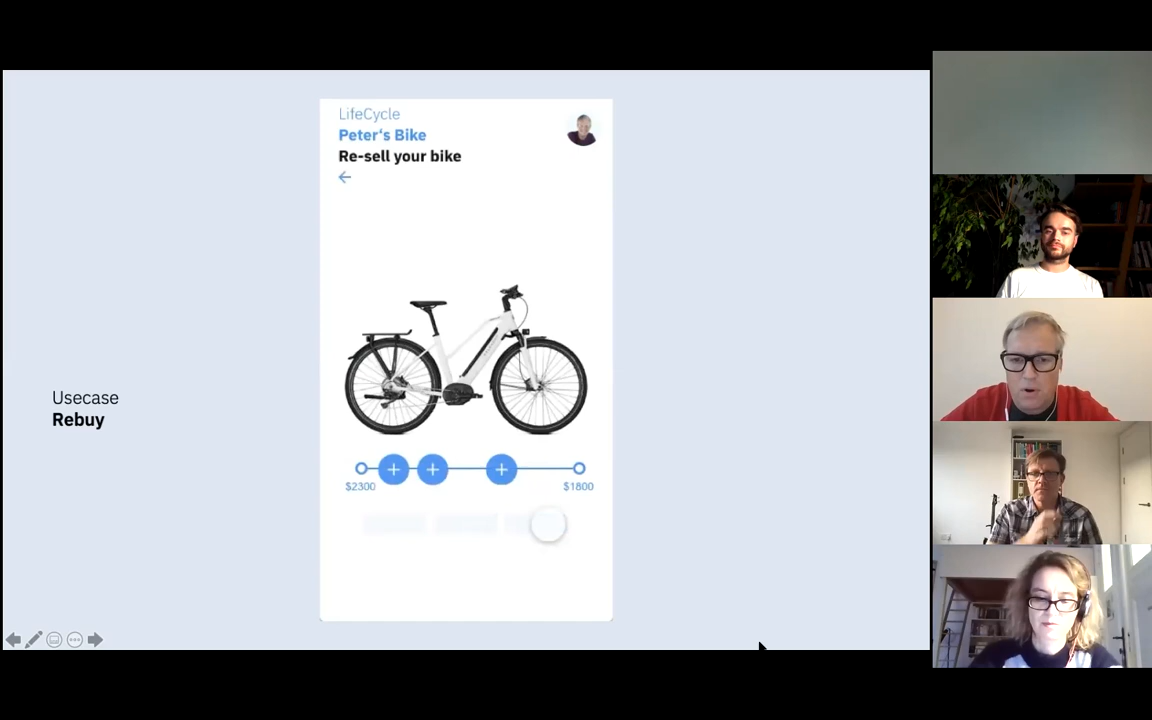 LifeCycle
Peter‘s Bike
Re-sell your bike
Usecase
Rebuy
$2300
$1800